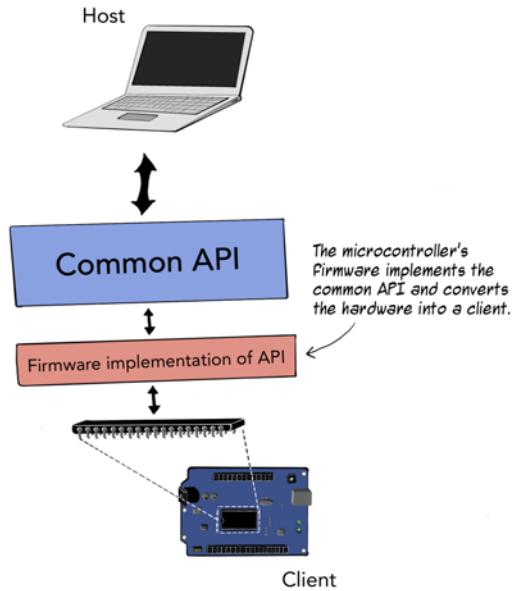 Host
Common API
The microcontroller's
firmware implements the
common API and converts
the hardware into a client.
Firmware implementation of API
Client